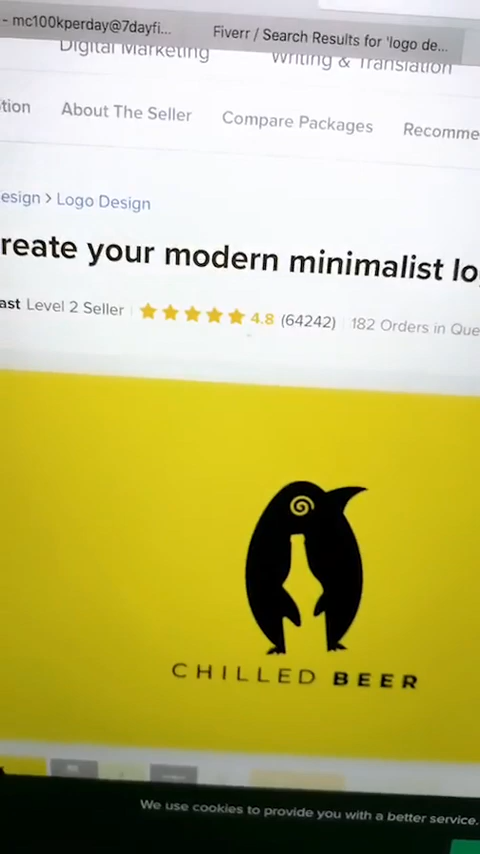 - mc100kperday@7dayfi...
Fiverr / Search Results for 'logo de...
Digital Marketing
Writing & Translation
tion
About The Seller
Compare Packages
Recomme
esign > Logo Design
reate your modern minimalist lo
ast Level 2 Seller
4.8 (64242)
182 Orders in Que
CHILLED BEER
We use cookies to provide you with a better service.